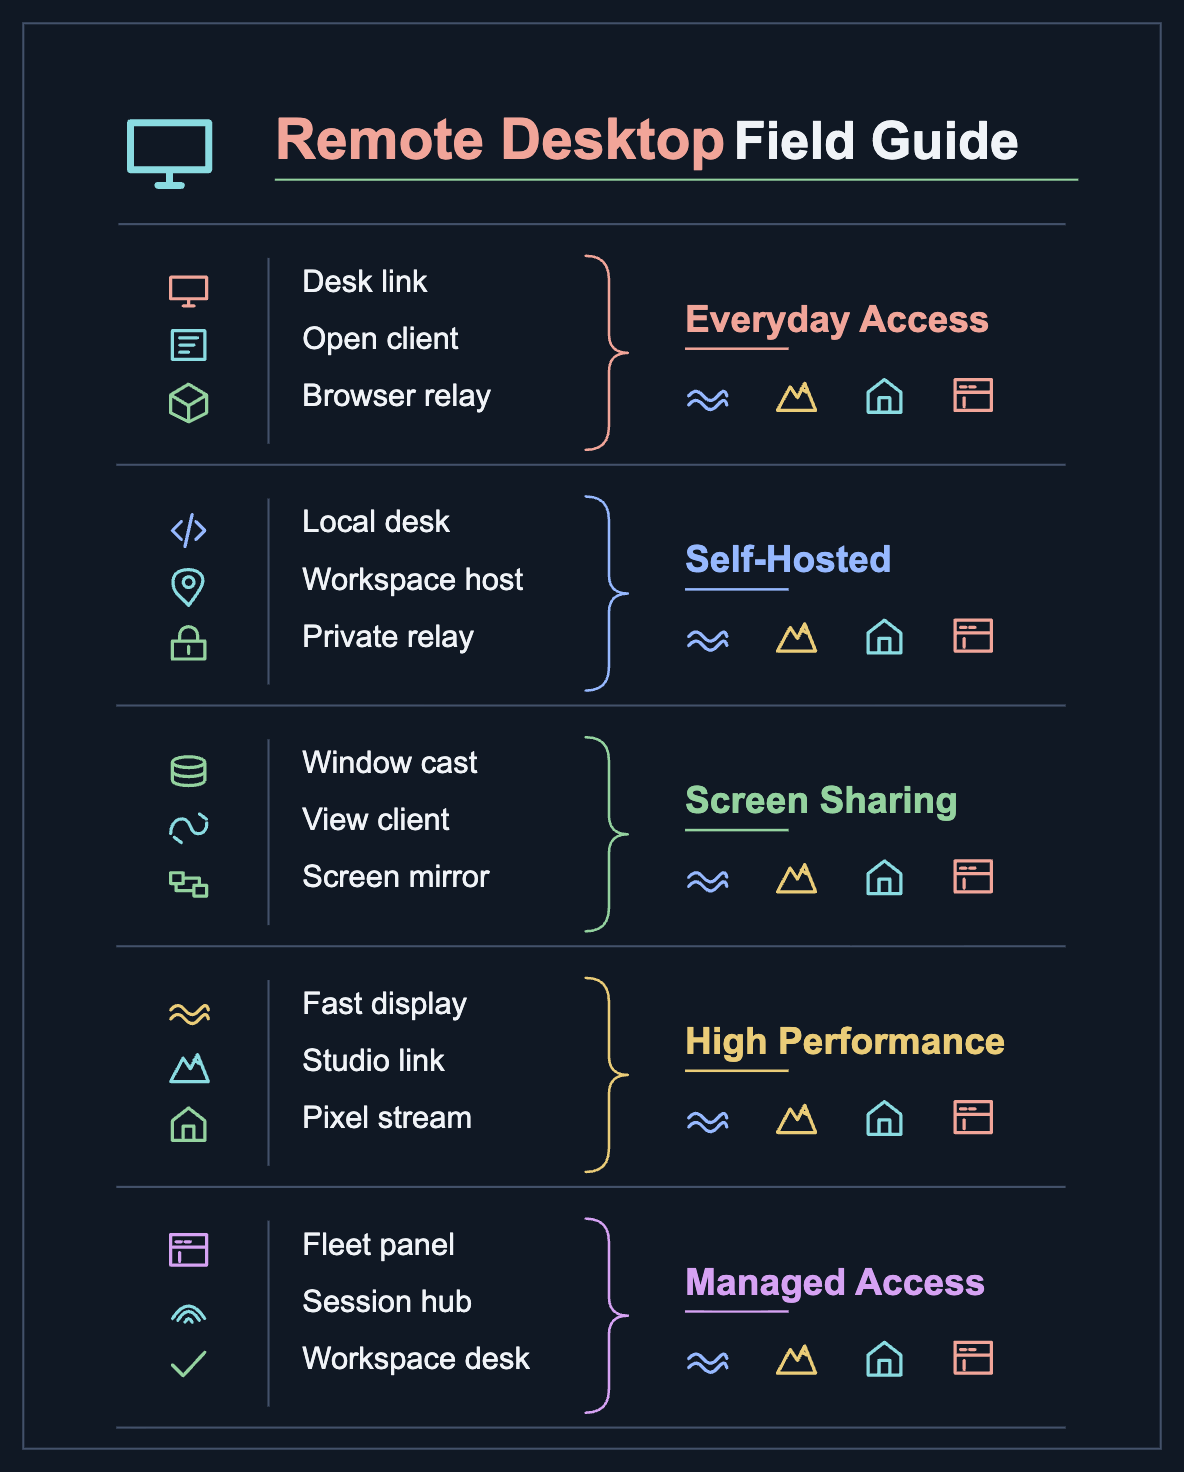 Remote Desktop Field Guide
Desk link
Open client
Browser relay
Everyday Access
Local desk
Workspace host
Private relay
Self-Hosted
Window cast
View client
Screen mirror
Screen Sharing
Fast display
Studio link
Pixel stream
High Performance
Fleet panel
Session hub
Workspace desk
Managed Access